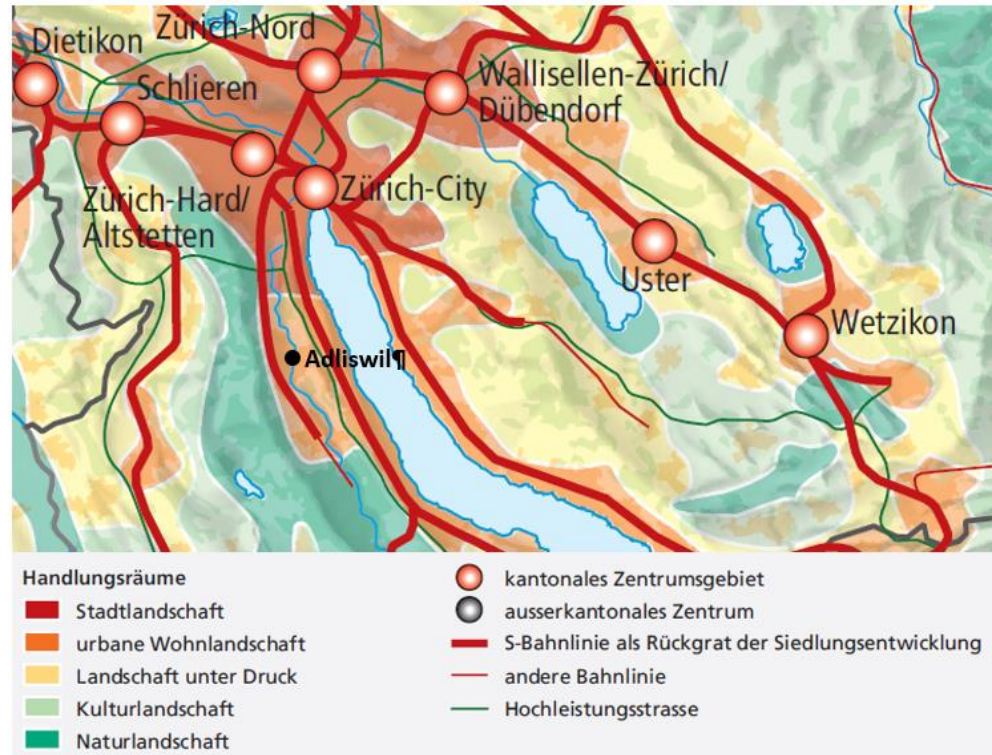 Zürich-Nord
Dietikon
Schlieren
Wallisellen-Zürich/
Dübendorf
Zürich-City
Zürich-Hard/
Altstetten
Uster
Wetzikon
Adliswil¶
Handlungsräume
Stadtlandschaft
urbane Wohnlandschaft
Landschaft unter Druck
Kulturlandschaft
Naturlandschaft
kantonales Zentrumsgebiet
ausserkantonales Zentrum
S-Bahnlinie als Rückgrat der Siedlungsentwicklung
andere Bahnlinie
Hochleistungsstrasse